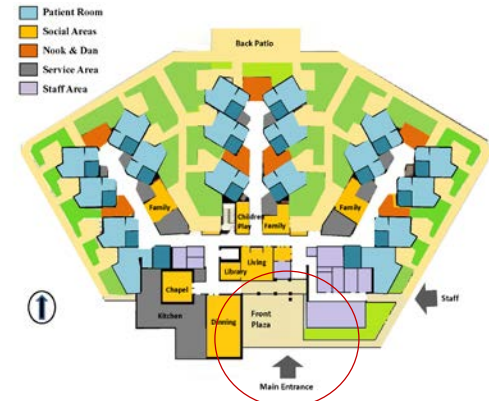 Patient Room
Social Areas
Nook & Dan
Service Area
Staff Area
Back Patio
Family
Children
Play
Family
Family
Living
Library
Chapel
Kitchen
Dinning
Front
Plaza
Staff
Main Entrance